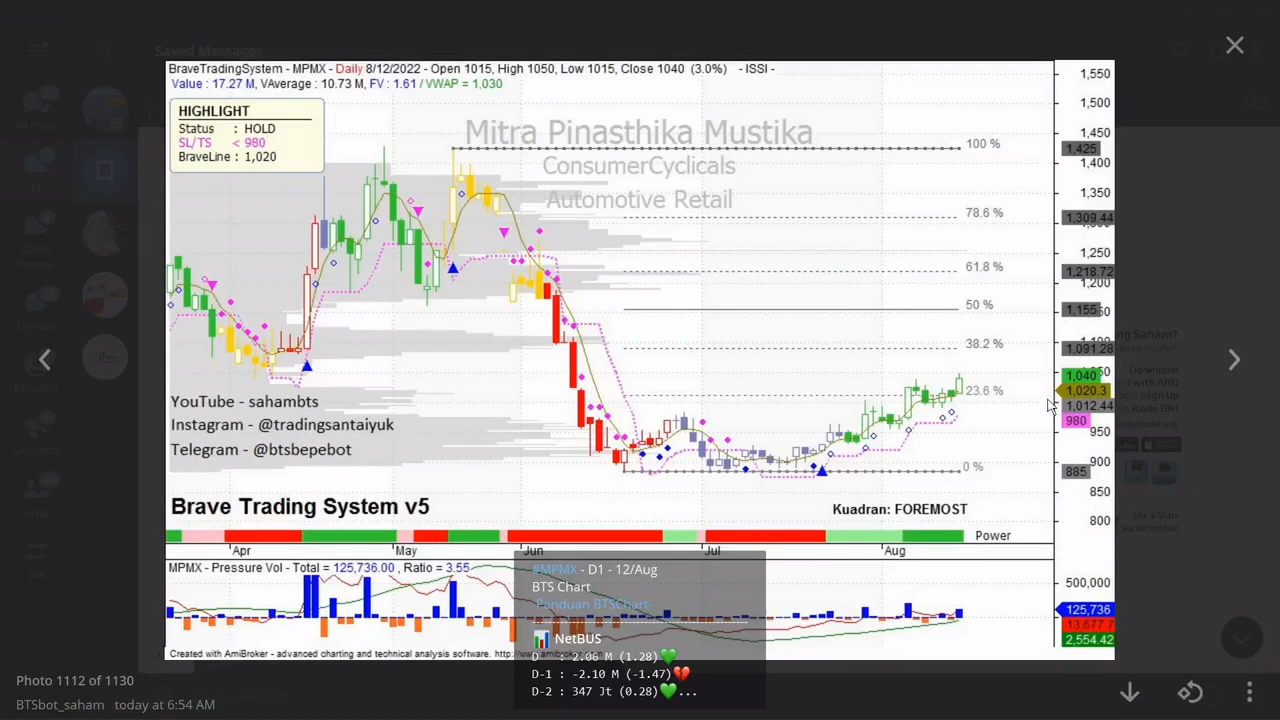 Saved Messages
BraveTradingSystem - MPMX - Daily 8/12/2022 - Open 1015, High 1050, Low 1015, Close 1040 (3.0%) - ISSI -
Value : 17.27 M, VAverage : 10.73 M, FV : 1.61 / VWAP = 1,030
HIGHLIGHT
Status : HOLD
SL/TS < 980
BraveLine : 1,020
Mitra Pinasthika Mustika
ConsumerCyclicals
Automotive Retail
100 %
78.6 %
61.8 %
50 %
38.2 %
23.6 %
0 %
1,550
1,500
1,450
1,425
1,400
1,350
1,309.44
1,250
1,218.72
1,200
1,155
1,091.28
1,040
1,020.3
1,012.44
980
950
900
885
850
800
YouTube - sahambts
Instagram - @tradingsantaiyuk
Telegram - @btsbepebot
Brave Trading System v5
Kuadran: FOREMOST
Power
Apr May Jun Jul Aug
MPMX - Pressure Vol - Total = 125,736.00 , Ratio = 3.55
500,000
125,736
13,677.7
2,554.42
Created with AmiBroker - advanced charting and technical analysis software. http://www.amibroker
#MPMX - D1 - 12/Aug
BTS Chart
-Panduan BTSChart-
NetBUS
D : 2.06 M (1.28)💚
D-1 : -2.10 M (-1.47)💔
D-2 : 347 Jt (0.28)💚...
Photo 1112 of 1130
BTSbot_saham today at 6:54 AM